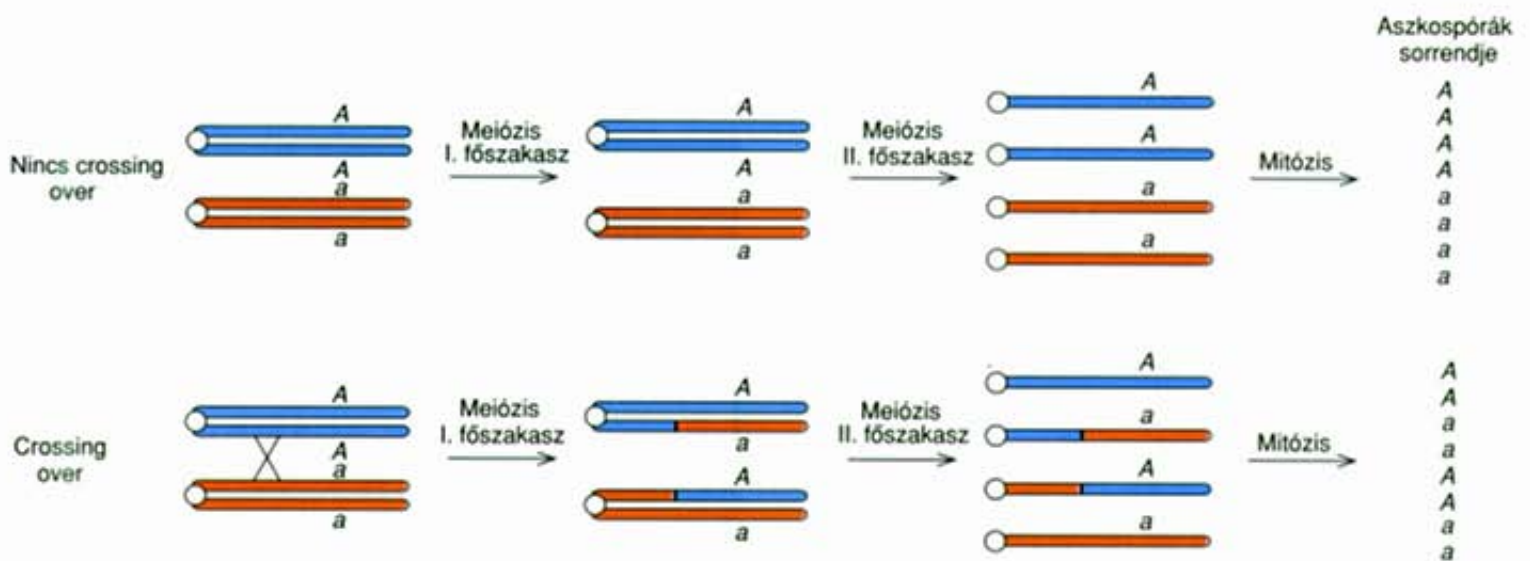 Aszkospórák
sorrendje
Nincs crossing
over
A
A
a
a
Meiózis
I. főszakasz
A
A
a
a
Meiózis
II. főszakasz
A
A
a
a
Mitózis
A
A
A
A
a
a
a
a
Crossing
over
A
A
a
a
Meiózis
I. főszakasz
A
a
A
a
Meiózis
II. főszakasz
A
a
A
a
Mitózis
A
A
a
a
A
A
a
a